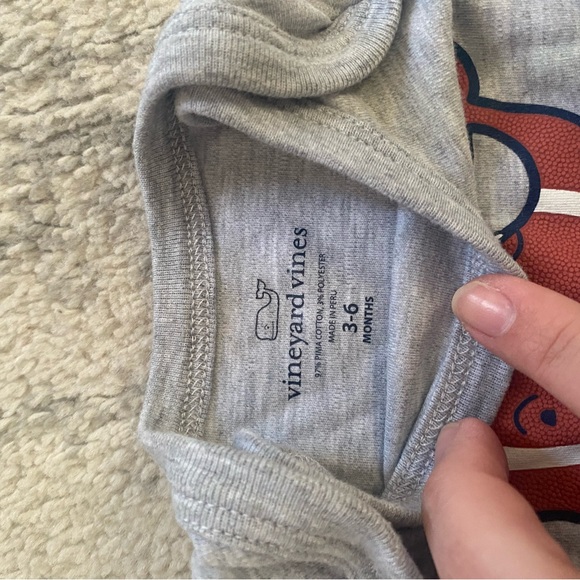 vineyard vines
97% PIMA COTTON, 3% POLYESTER
MADE IN PERU
3-6
MONTHS